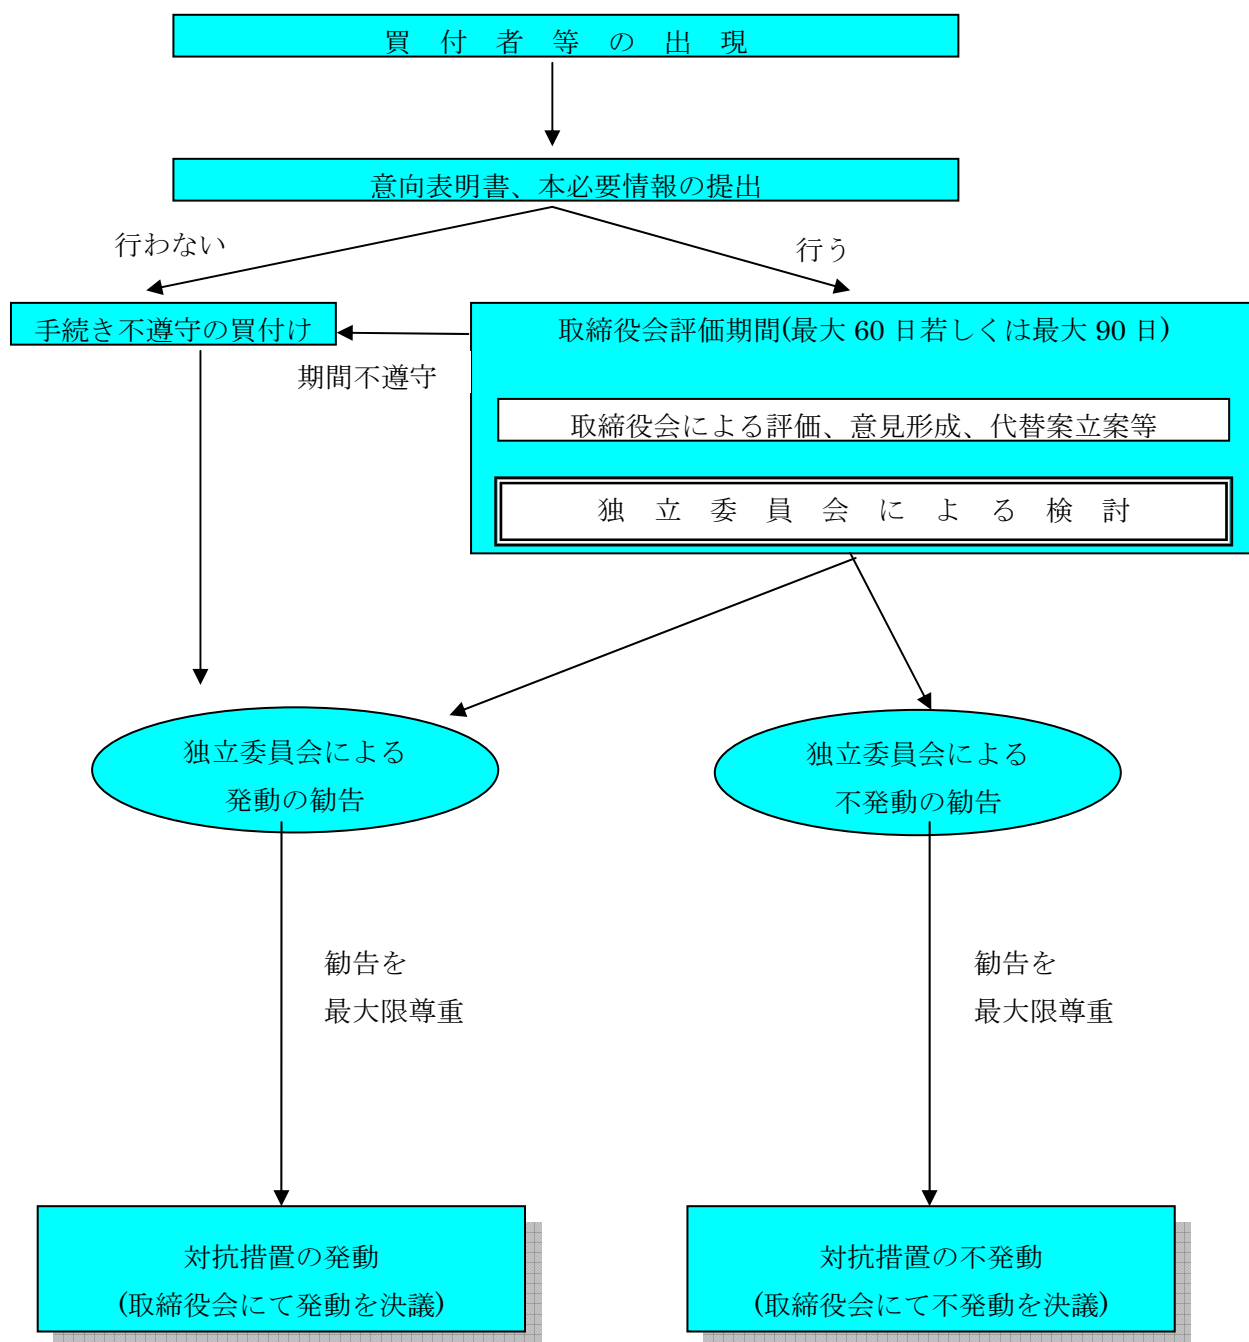 買付者等の出現
意向表明書、本必要情報の提出
行わない
行う
手続き不遵守の買付け
取締役会評価期間(最大 60 日若しくは最大 90 日)
期間不遵守
取締役会による評価、意見形成、代替案立案等
独立委員会による検討
独立委員会による
発動の勧告
独立委員会による
不発動の勧告
勧告を
最大限尊重
勧告を
最大限尊重
対抗措置の発動
(取締役会にて発動を決議)
対抗措置の不発動
(取締役会にて不発動を決議)